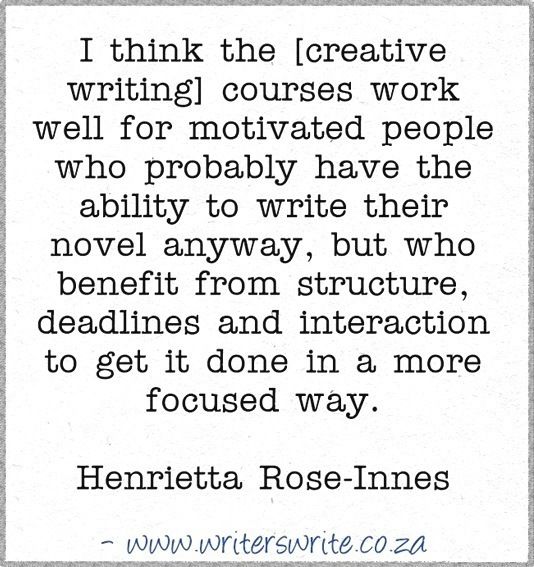 I think the [creative
writing] courses work
well for motivated people
who probably have the
ability to write their
novel anyway, but who
benefit from structure,
deadlines and interaction
to get it done in a more
focused way.
Henrietta Rose-Innes
- www.writerswrite.co.za